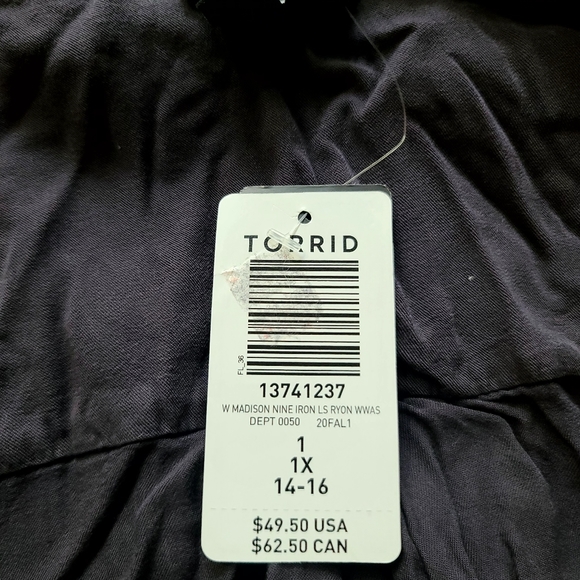 TORRID
FL_36
13741237
W MADISON NINE IRON LS RYON WWAS
DEPT 0050 20FAL1
1
1X
14-16
$49.50 USA
$62.50 CAN